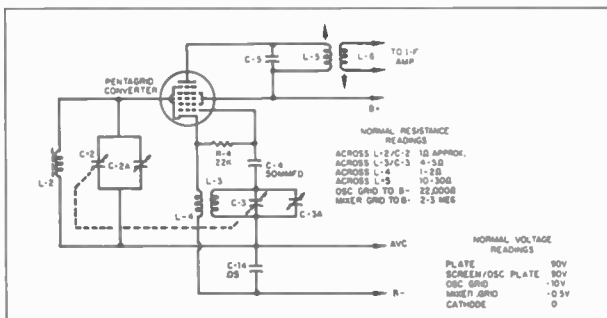 C-5
L-5
L-6
TO I-F
AMP
PENTAGRID
CONVERTER
B+
C-2
C-2A
L-2
R-4
22K
C-4
50MMFD
L-3
L-4
C-3
C-3A
AVC
C-14
.05
B-
NORMAL RESISTANCE
READINGS
ACROSS L-2/C-2 1Ω APPROX.
ACROSS L-3/C-3 4-5Ω
ACROSS L-4 1-2Ω
ACROSS L-5 10-30Ω
OSC GRID TO B- 22,000Ω
MIXER GRID TO B- 2-3 MEG
NORMAL VOLTAGE
READINGS
PLATE 90V
SCREEN/OSC PLATE 90V
OSC GRID -10V
MIXER GRID -0.5V
CATHODE 0